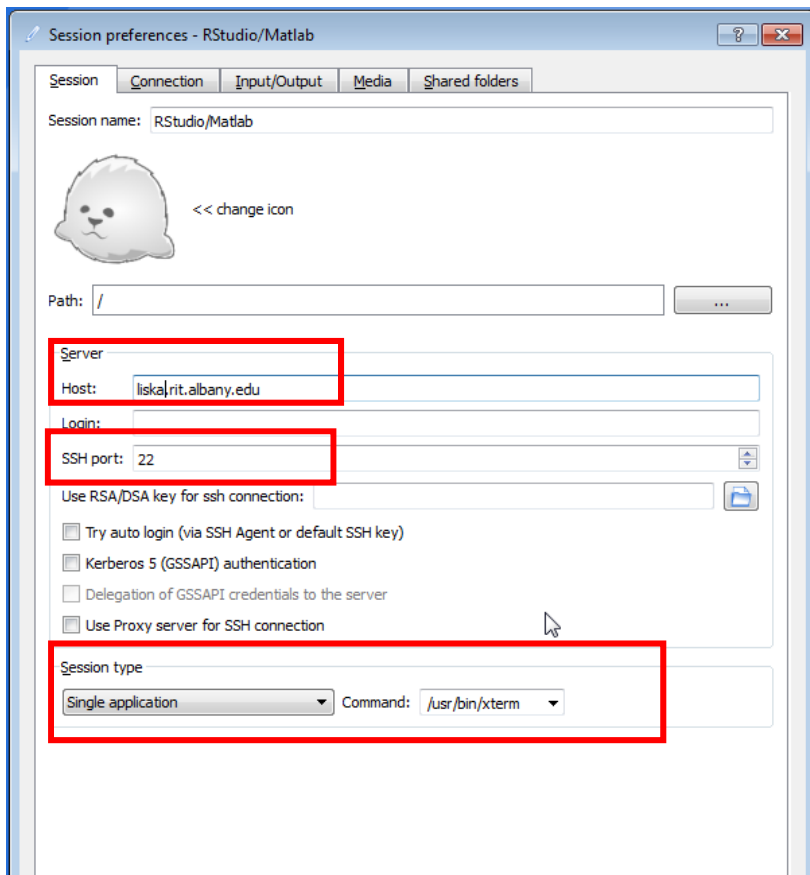 Session preferences - RStudio/Matlab
?
Session Connection Input/Output Media Shared folders
Session name: RStudio/Matlab
<< change icon
Path: / ...
Server
Host: liska.rit.albany.edu
Login:
SSH port: 22
Use RSA/DSA key for ssh connection:
Try auto login (via SSH Agent or default SSH key)
Kerberos 5 (GSSAPI) authentication
Delegation of GSSAPI credentials to the server
Use Proxy server for SSH connection
Session type
Single application Command: /usr/bin/xterm